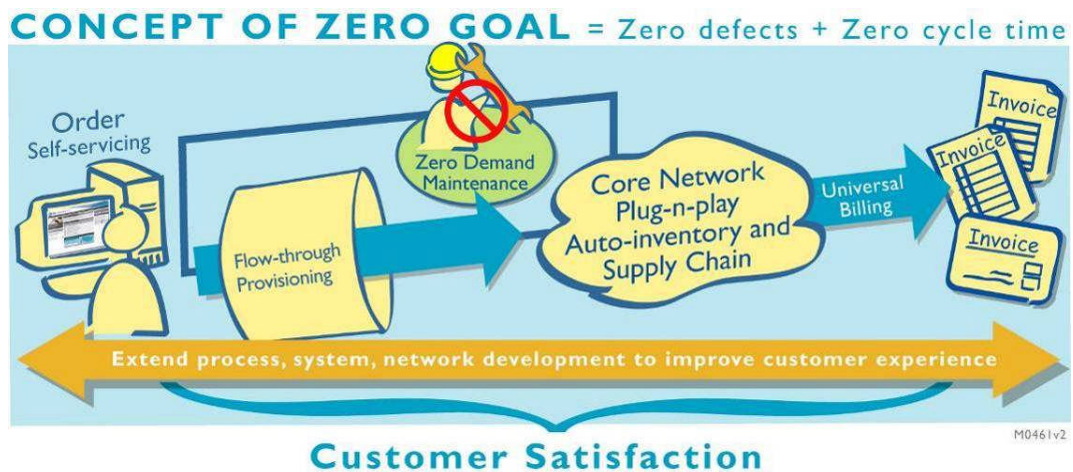 CONCEPT OF ZERO GOAL = Zero defects + Zero cycle time
Order
Self-servicing
Zero Demand
Maintenance
Flow-through
Provisioning
Core Network
Plug-n-play
Auto-inventory and
Supply Chain
Universal
Billing
Invoice
Invoice
Invoice
Extend process, system, network development to improve customer experience
M0461v2
Customer Satisfaction